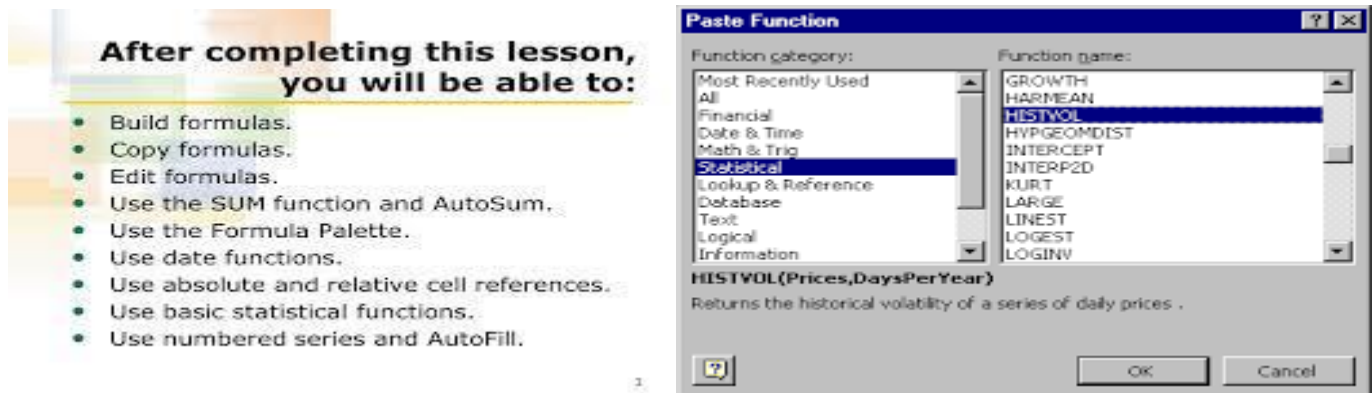 After completing this lesson,
you will be able to:
• Build formulas.
• Copy formulas.
• Edit formulas.
• Use the SUM function and AutoSum.
• Use the Formula Palette.
• Use date functions.
• Use absolute and relative cell references.
• Use basic statistical functions.
• Use numbered series and AutoFill.
Paste Function
Function category:
Most Recently Used
All
Financial
Date & Time
Math & Trig
Statistical
Lookup & Reference
Database
Text
Logical
Information
Function name:
GROWTH
HARMEAN
HISTVOL
HYPGEOMDIST
INTERCEPT
INTERP2D
KURT
LARGE
LINEST
LOGEST
LOGINV
HISTVOL(Prices,DaysPerYear)
Returns the historical volatility of a series of daily prices .
OK
Cancel